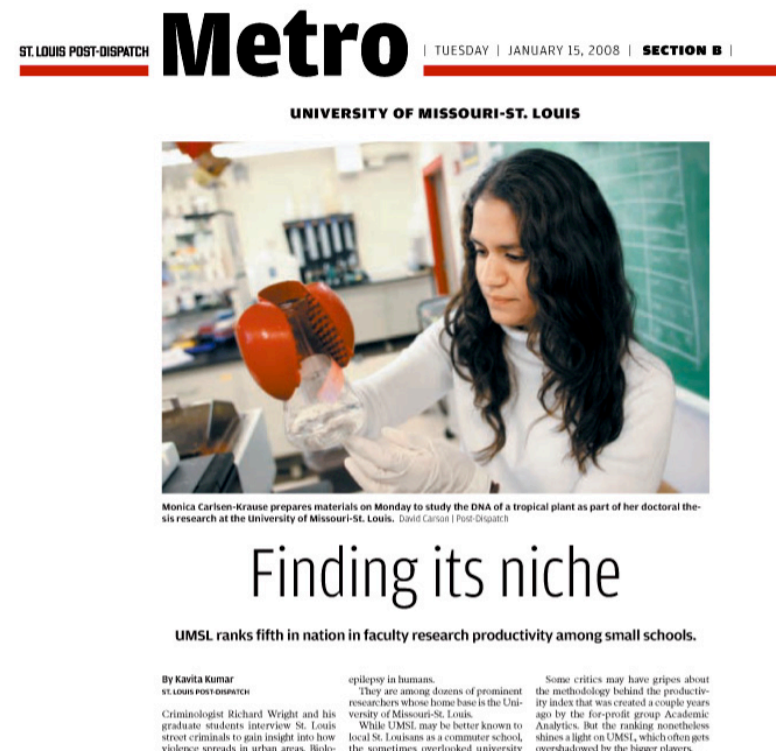 ST. LOUIS POST-DISPATCH
Metro
| TUESDAY | JANUARY 15, 2008 | SECTION B |
UNIVERSITY OF MISSOURI-ST. LOUIS
Monica Carlsen-Krause prepares materials on Monday to study the DNA of a tropical plant as part of her doctoral the-
sis research at the University of Missouri-St. Louis. David Carson | Post-Dispatch
Finding its niche
UMSL ranks fifth in nation in faculty research productivity among small schools.
By Kavita Kumar
ST. LOUIS POST-DISPATCH
Criminologist Richard Wright and his
graduate students interview St. Louis
street criminals to gain insight into how
violence spreads in urban areas. Biolo-
epilepsy in humans.
They are among dozens of prominent
researchers whose home base is the Uni-
versity of Missouri-St. Louis.
While UMSL may be better known to
local St. Louisans as a commuter school,
the sometimes overlooked university
Some critics may have gripes about
the methodology behind the productiv-
ity index that was created a couple years
ago by the for-profit group Academic
Analytics. But the ranking nonetheless
shines a light on UMSL, which often gets
overshadowed by the bigger players.